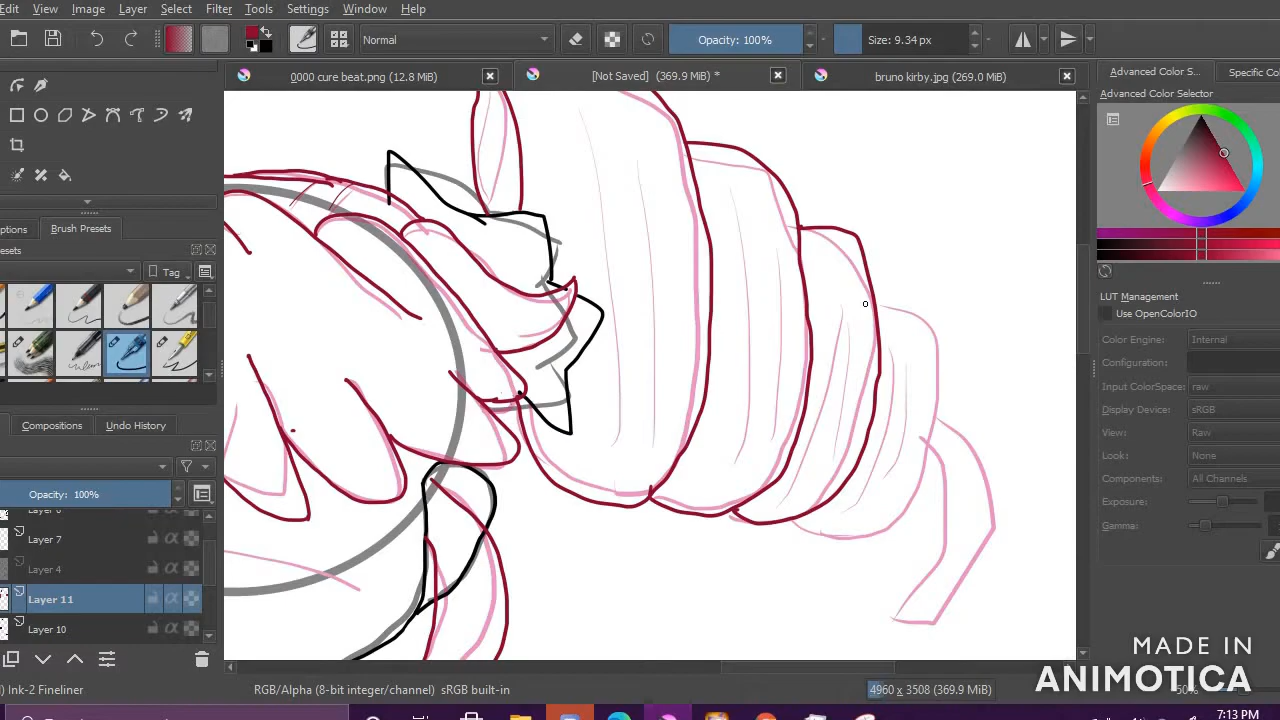 Edit View Image Layer Select Filter Tools Settings Window Help
Normal Opacity: 100% Size: 9.34 px
0000 cure beat.png (12.8 MiB) [Not Saved] (369.9 MiB) * bruno kirby.jpg (269.0 MiB)
Advanced Color S... Specific Co
Advanced Color Selector
ptions Brush Presets
esets
Tag
LUT Management
Use OpenColorIO
Color Engine: Internal
Configuration:
Input ColorSpace: raw
Display Device: sRGB
View: Raw
Look: None
Components: All Channels
Exposure:
Gamma:
Compositions Undo History
Opacity: 100%
Layer 7
Layer 4
Layer 11
Layer 10
Ink-2 Fineliner
RGB/Alpha (8-bit integer/channel) sRGB built-in
4960 x 3508 (369.9 MiB)
50%
MADE IN
ANIMOTICA
7:13 PM